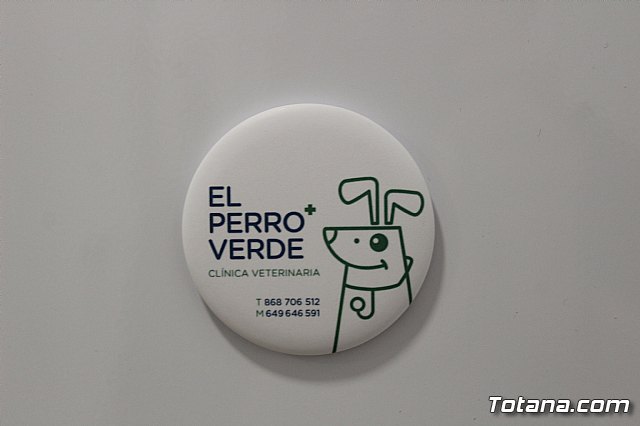 EL
PERRO+
VERDE
CLÍNICA VETERINARIA
T 868 706 512
M 649 646 591
Totana.com